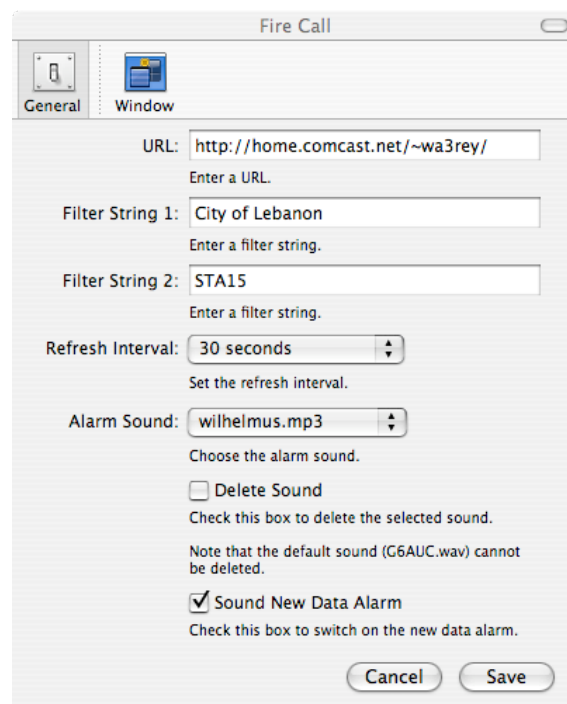 Fire Call
General
Window
URL: http://home.comcast.net/~wa3rey/
Enter a URL.
Filter String 1: City of Lebanon
Enter a filter string.
Filter String 2: STA15
Enter a filter string.
Refresh Interval: 30 seconds
Set the refresh interval.
Alarm Sound: wilhelmus.mp3
Choose the alarm sound.
Delete Sound
Check this box to delete the selected sound.
Note that the default sound (G6AUC.wav) cannot
be deleted.
Sound New Data Alarm
Check this box to switch on the new data alarm.
Cancel Save